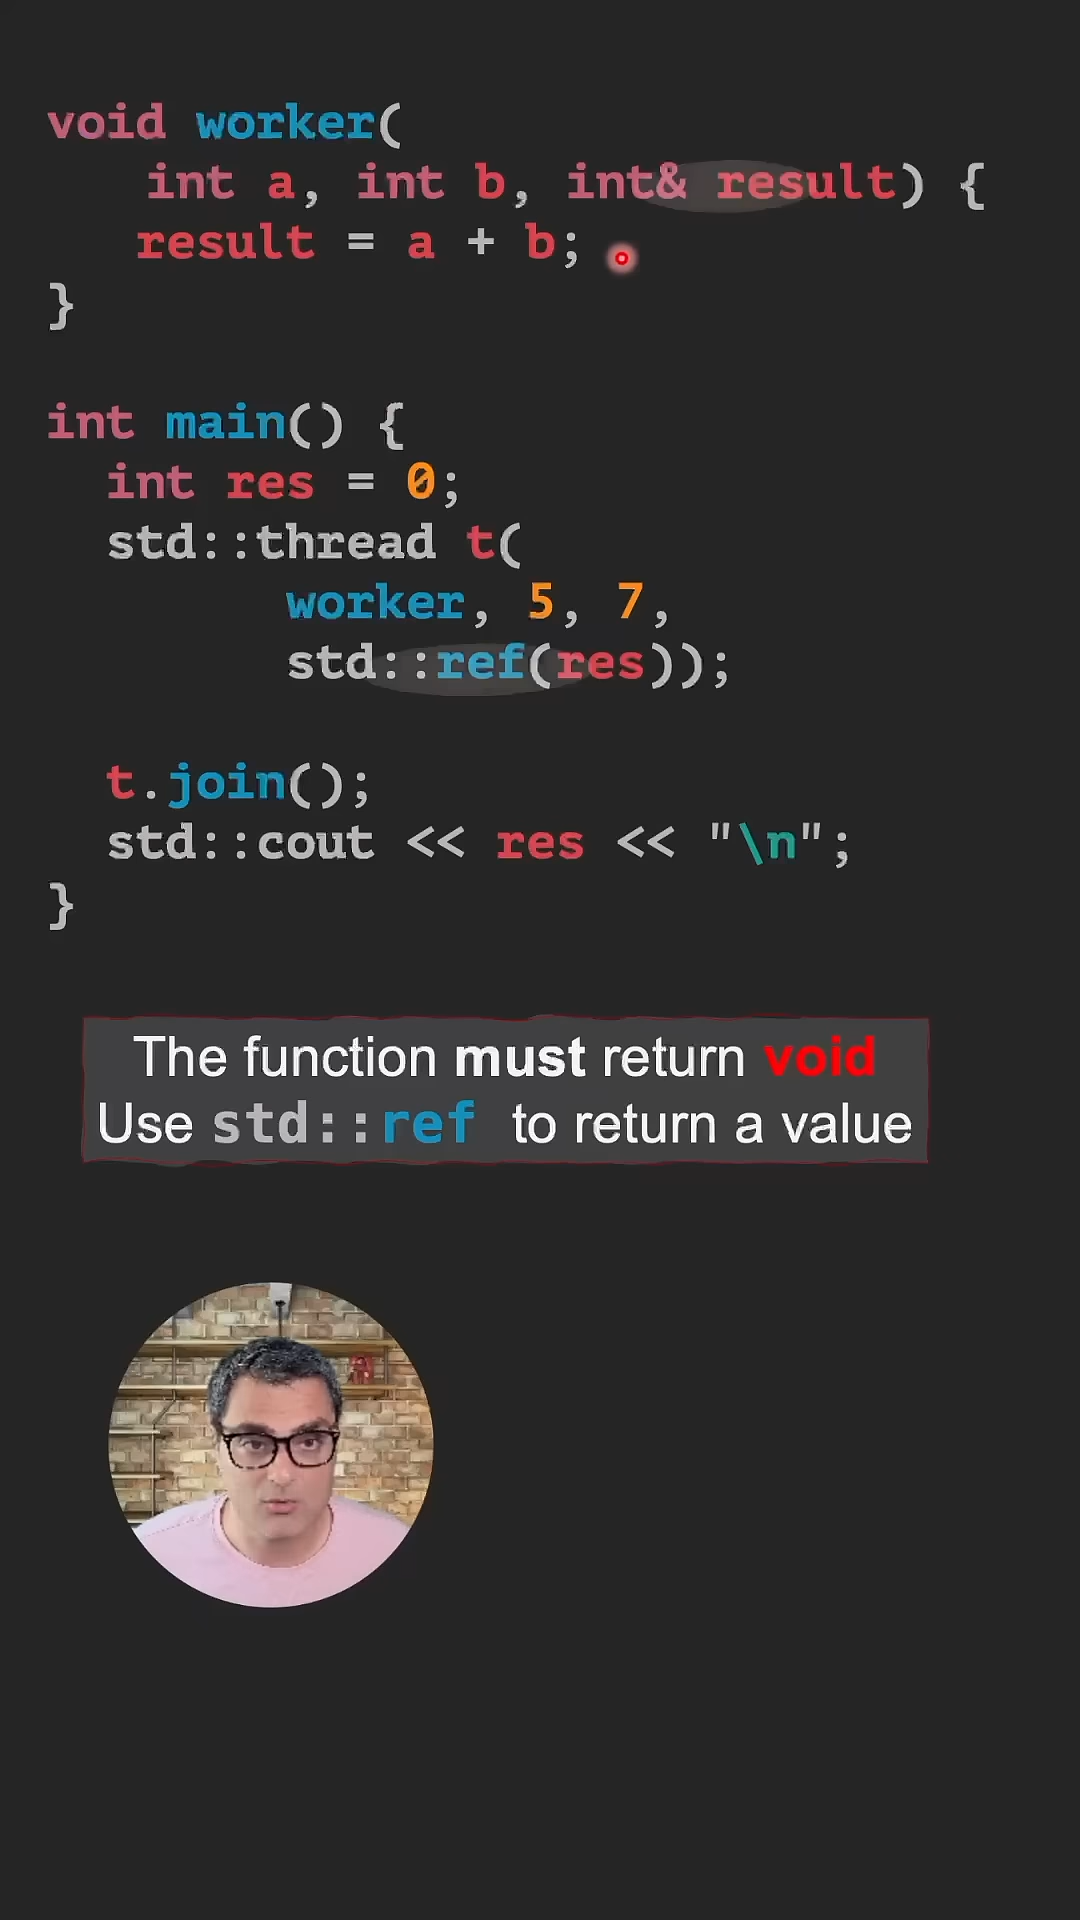 void worker(
int a, int b, int& result) {
result = a + b;
}
int main() {
int res = 0;
std::thread t(
worker, 5, 7,
std::ref(res));
t.join();
std::cout << res << "\n";
}
The function must return void
Use std::ref to return a value